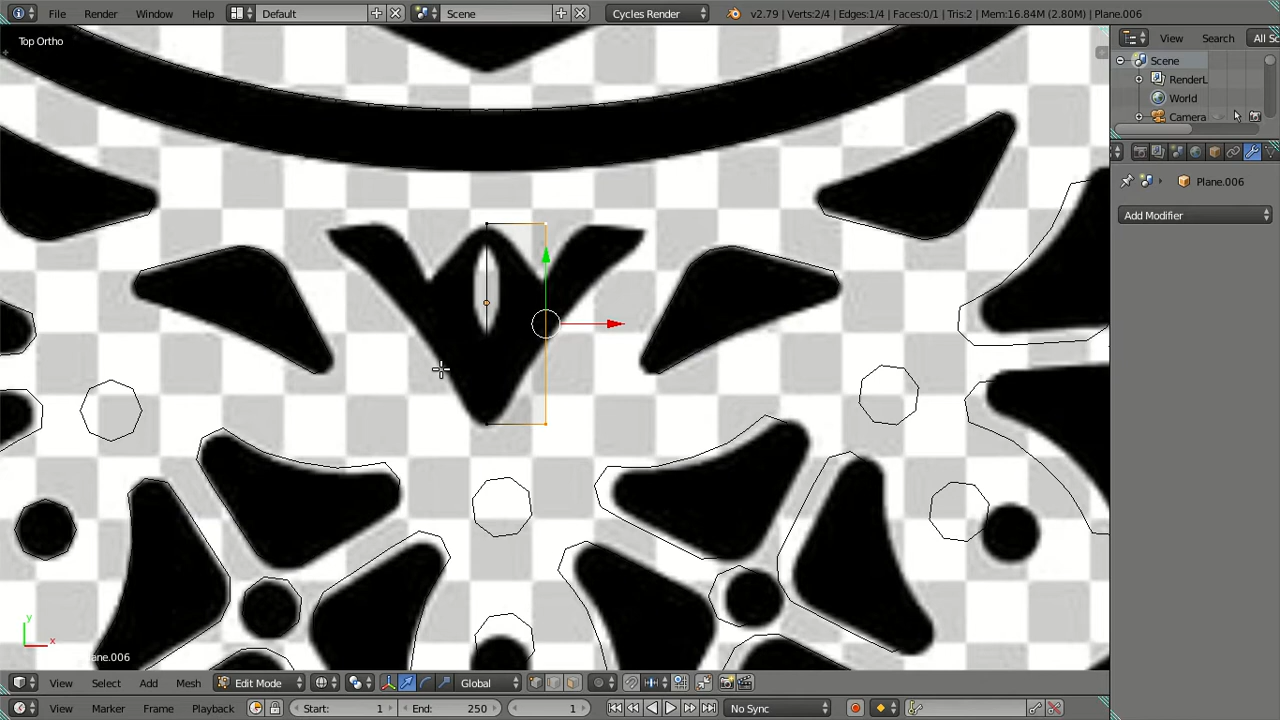 File Render Window Help Default Scene Cycles Render v2.79 | Verts:2/4 | Edges:1/4 | Faces:0/1 | Tris:2 | Mem:16.84M (2.80M) | Plane.006
Top Ortho
View Search All Sc
Scene
RenderL
World
Camera
Plane.006
Add Modifier
y
x
ane.006
View Select Add Mesh Edit Mode Global
View Marker Frame Playback Start: 1 End: 250 1 No Sync